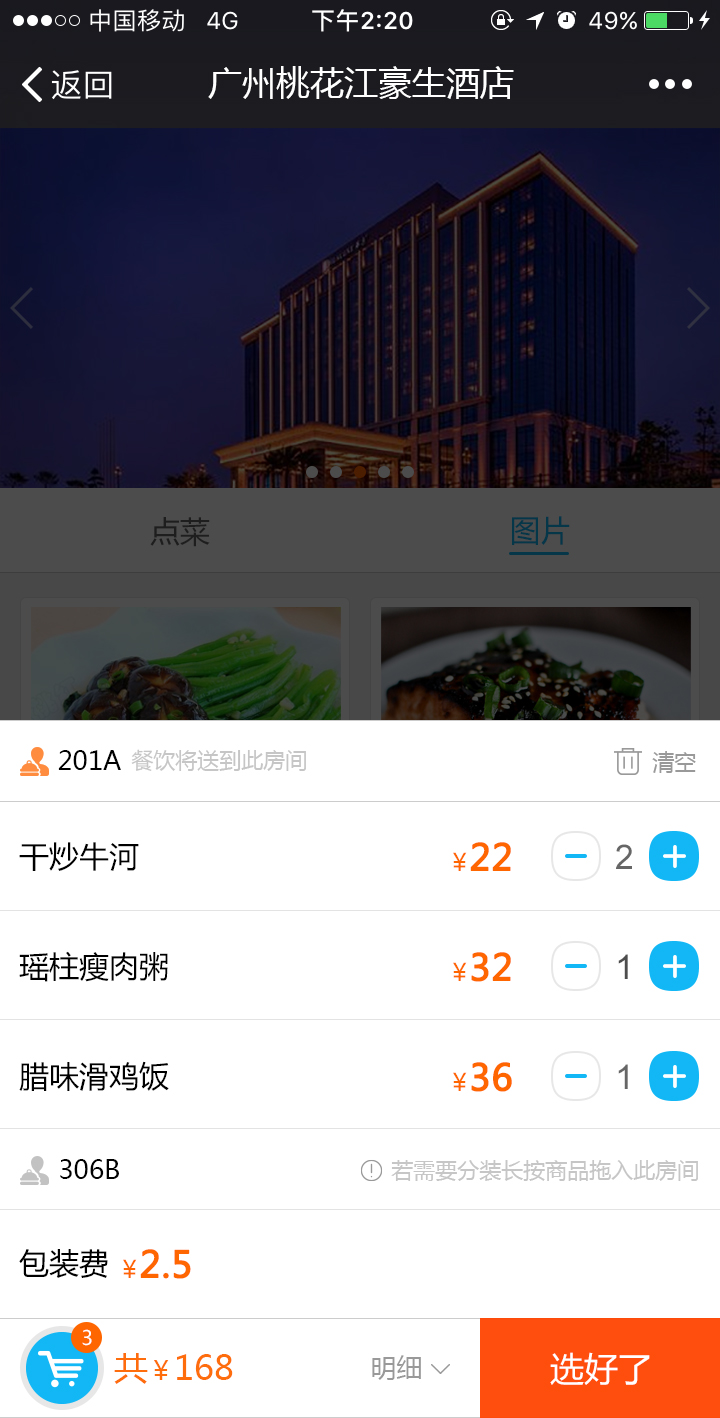 中国移动 4G 下午2:20 49%
返回 广州桃花江豪生酒店
点菜 图片
201A 餐饮将送到此房间 清空
干炒牛河 ¥22 2
瑶柱瘦肉粥 ¥32 1
腊味滑鸡饭 ¥36 1
306B 若需要分装长按商品拖入此房间
包装费 ¥2.5
3 共¥168 明细 选好了